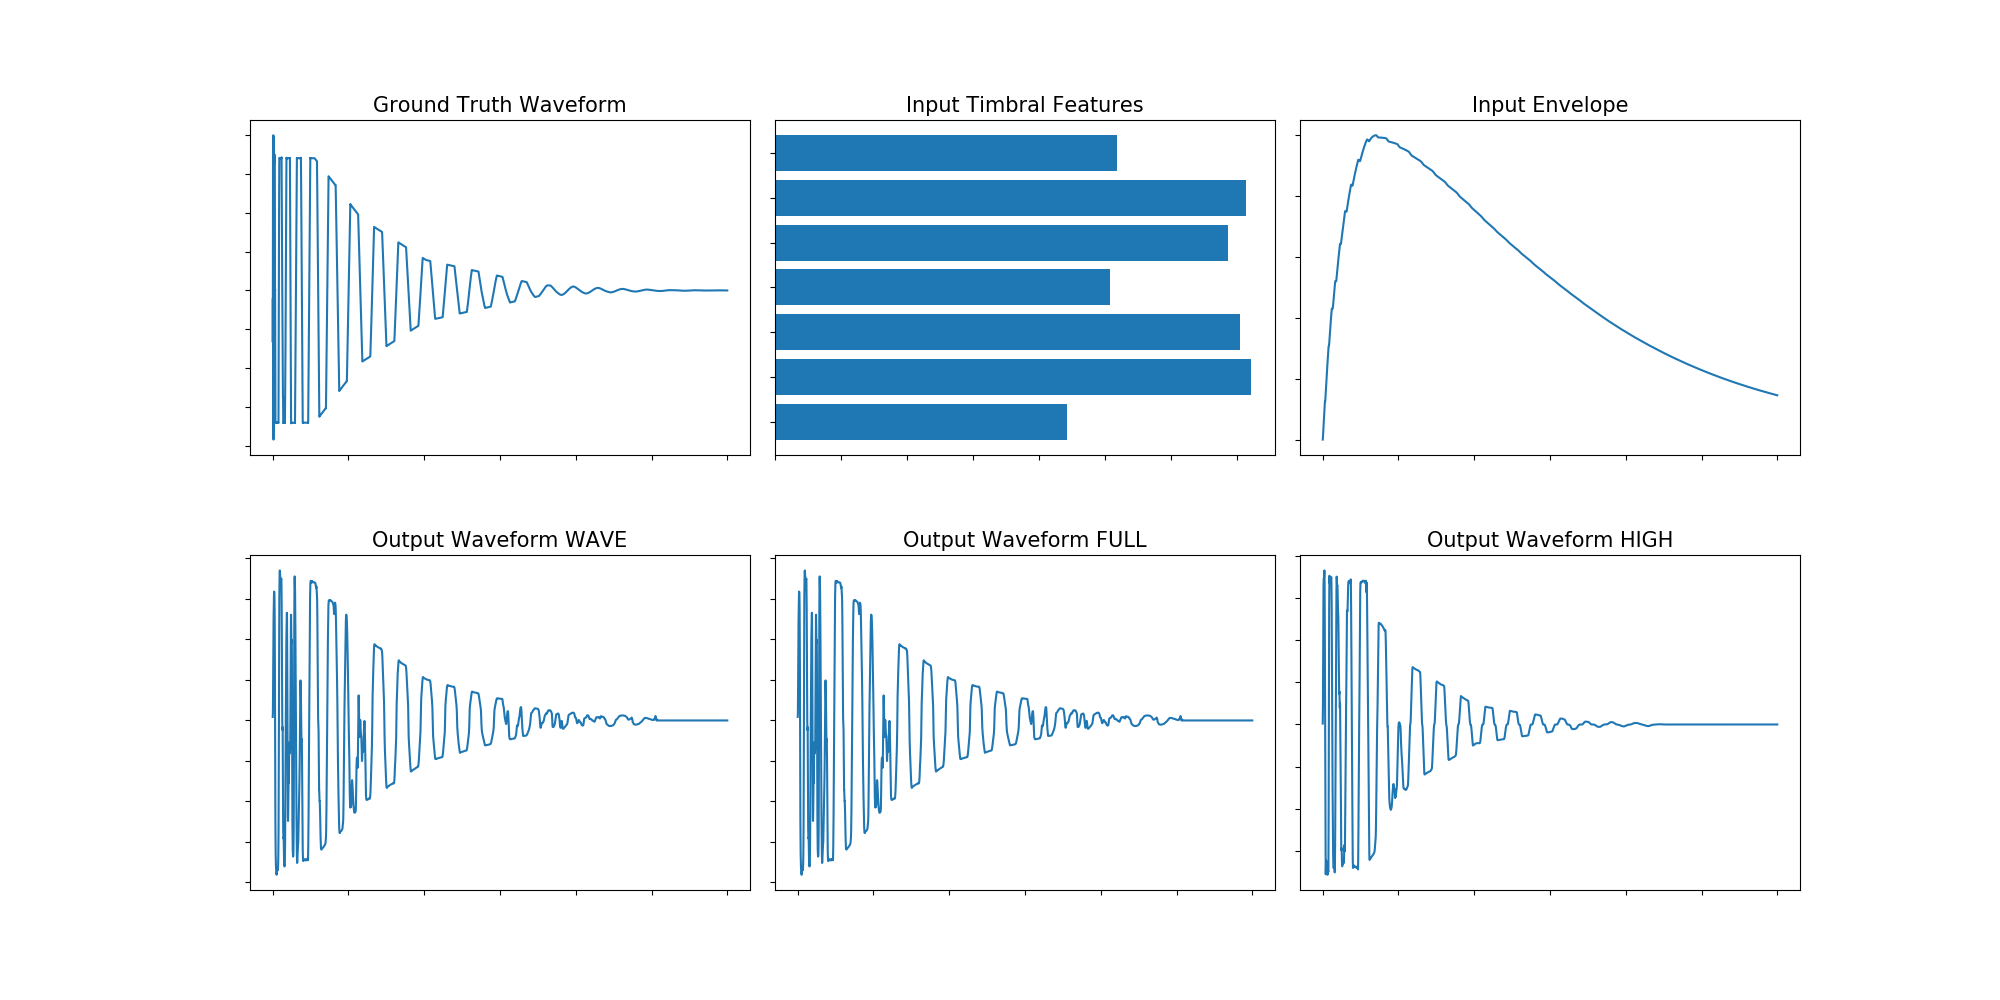 Ground Truth Waveform
Input Timbral Features
Input Envelope
Output Waveform WAVE
Output Waveform FULL
Output Waveform HIGH